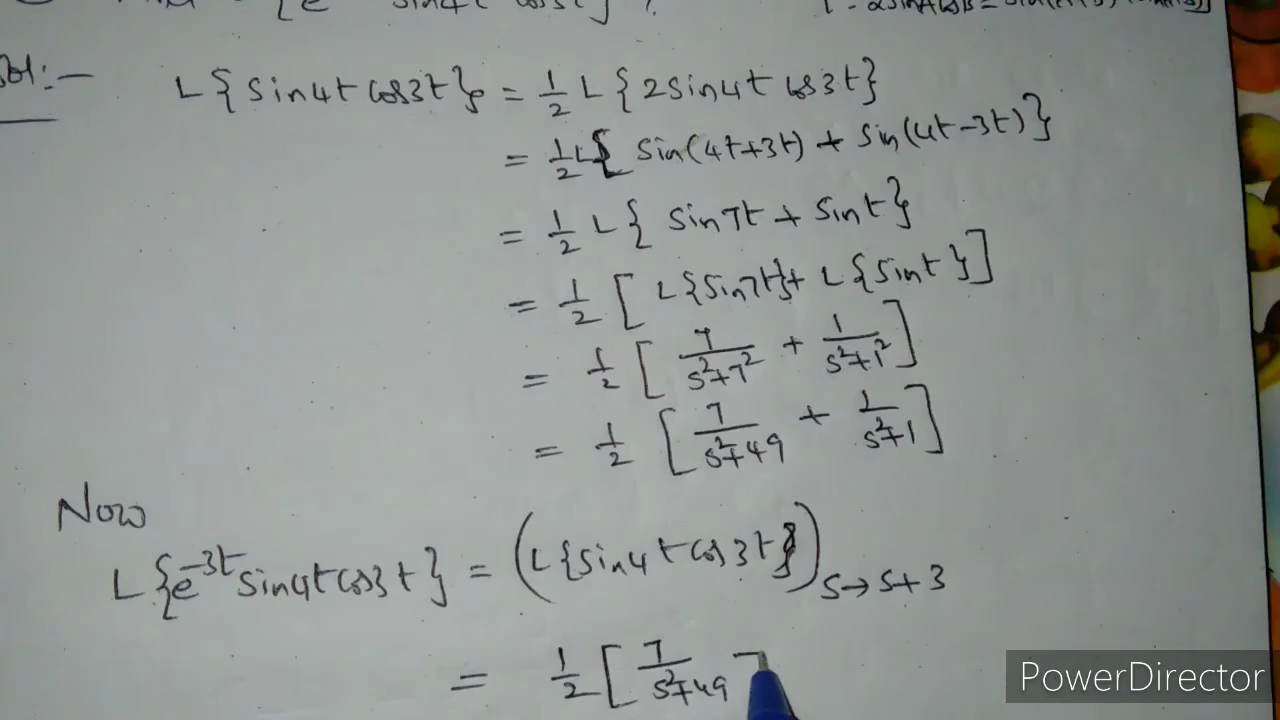 Sol:-
L{sin4t cos3t} = 1/2 L{2sin4t cos3t}
= 1/2 L{ sin(4t+3t) + sin(4t-3t)}
= 1/2 L{ sin7t + sint}
= 1/2 [ L{sin7t} + L{sint}]
= 1/2 [ 7/(s²+7²) + 1/(s²+1²) ]
= 1/2 [ 7/(s²+49) + 1/(s²+1) ]
Now
L{e^-3t sin4t cos3t} = (L{sin4t cos3t}) s→s+3
= 1/2 [ 7/(s²+49)
PowerDirector